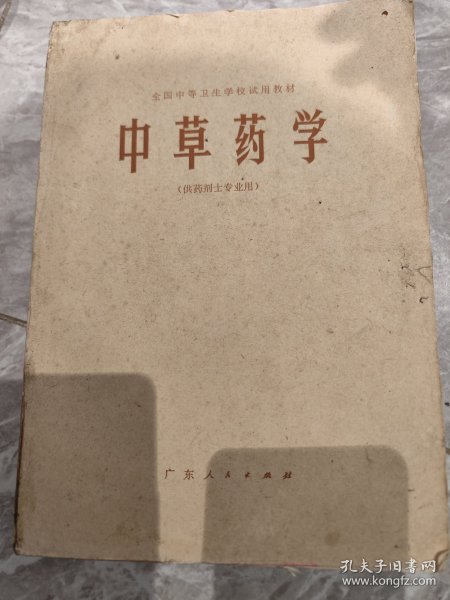 全国中等卫生学校试用教材
中草药学
(供药剂士专业用)
广东人民出版社
孔夫子旧书网
www.kongfz.com